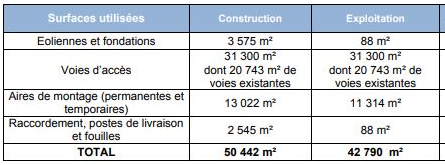 Surfaces utilisées Construction Exploitation
Eoliennes et fondations 3 575 m² 88 m²
Voies d'accès 31 300 m² dont 20 743 m² de voies existantes 31 300 m² dont 20 743 m² de voies existantes
Aires de montage (permanentes et temporaires) 13 022 m² 11 314 m²
Raccordement, postes de livraison et fouilles 2 545 m² 88 m²
TOTAL 50 442 m² 42 790 m²